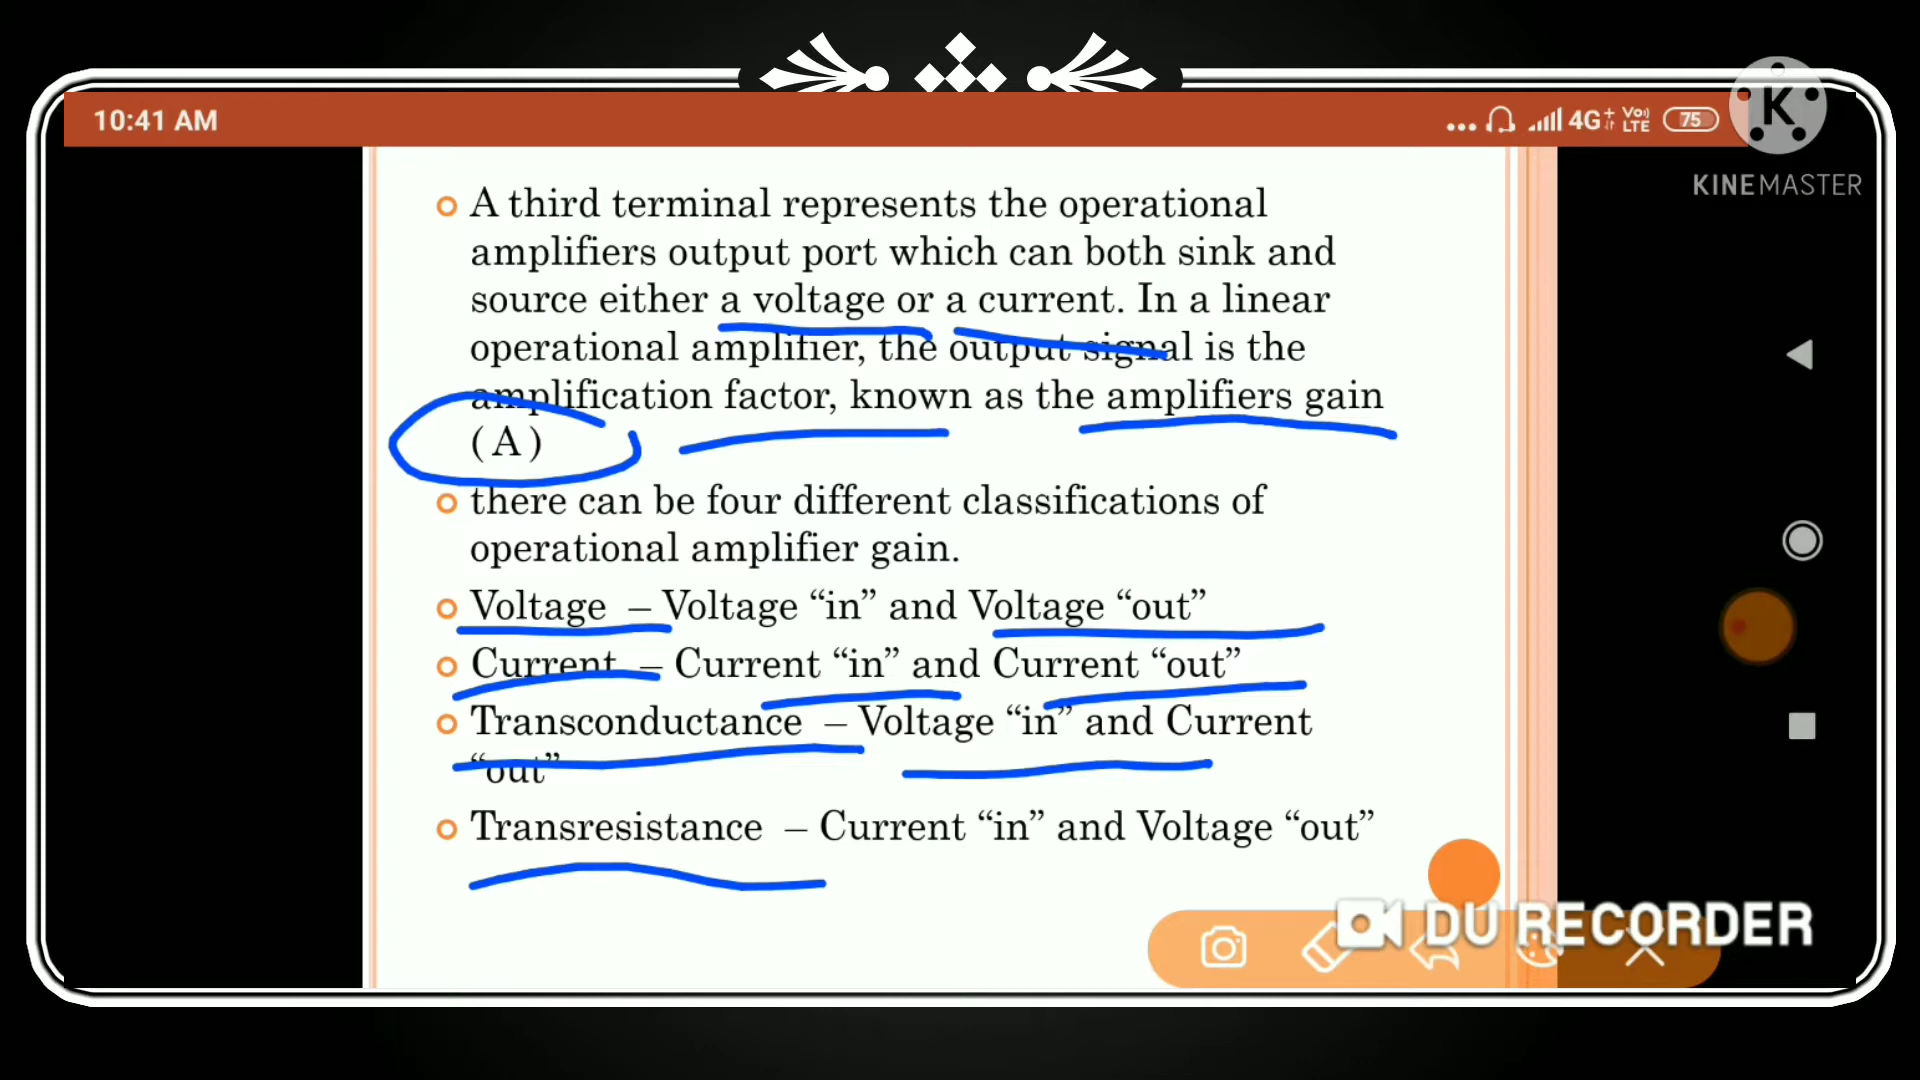 10:41 AM
4G+ Vo) LTE 75
K
KINEMASTER
A third terminal represents the operational
amplifiers output port which can both sink and
source either a voltage or a current. In a linear
operational amplifier, the output signal is the
amplification factor, known as the amplifiers gain
( A )
there can be four different classifications of
operational amplifier gain.
Voltage – Voltage “in” and Voltage “out”
Current – Current “in” and Current “out”
Transconductance – Voltage “in” and Current
“out”
Transresistance – Current “in” and Voltage “out”
DU RECORDER